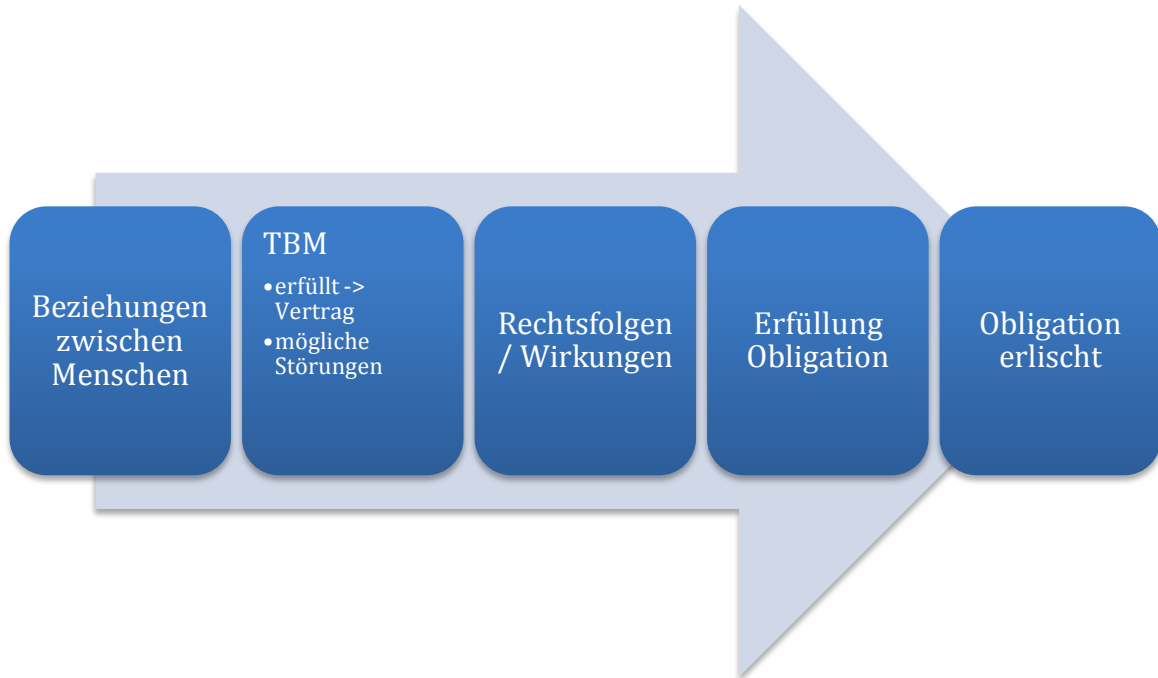 Beziehungen
zwischen
Menschen
TBM
•erfüllt ->
Vertrag
•mögliche
Störungen
Rechtsfolgen
/ Wirkungen
Erfüllung
Obligation
Obligation
erlischt